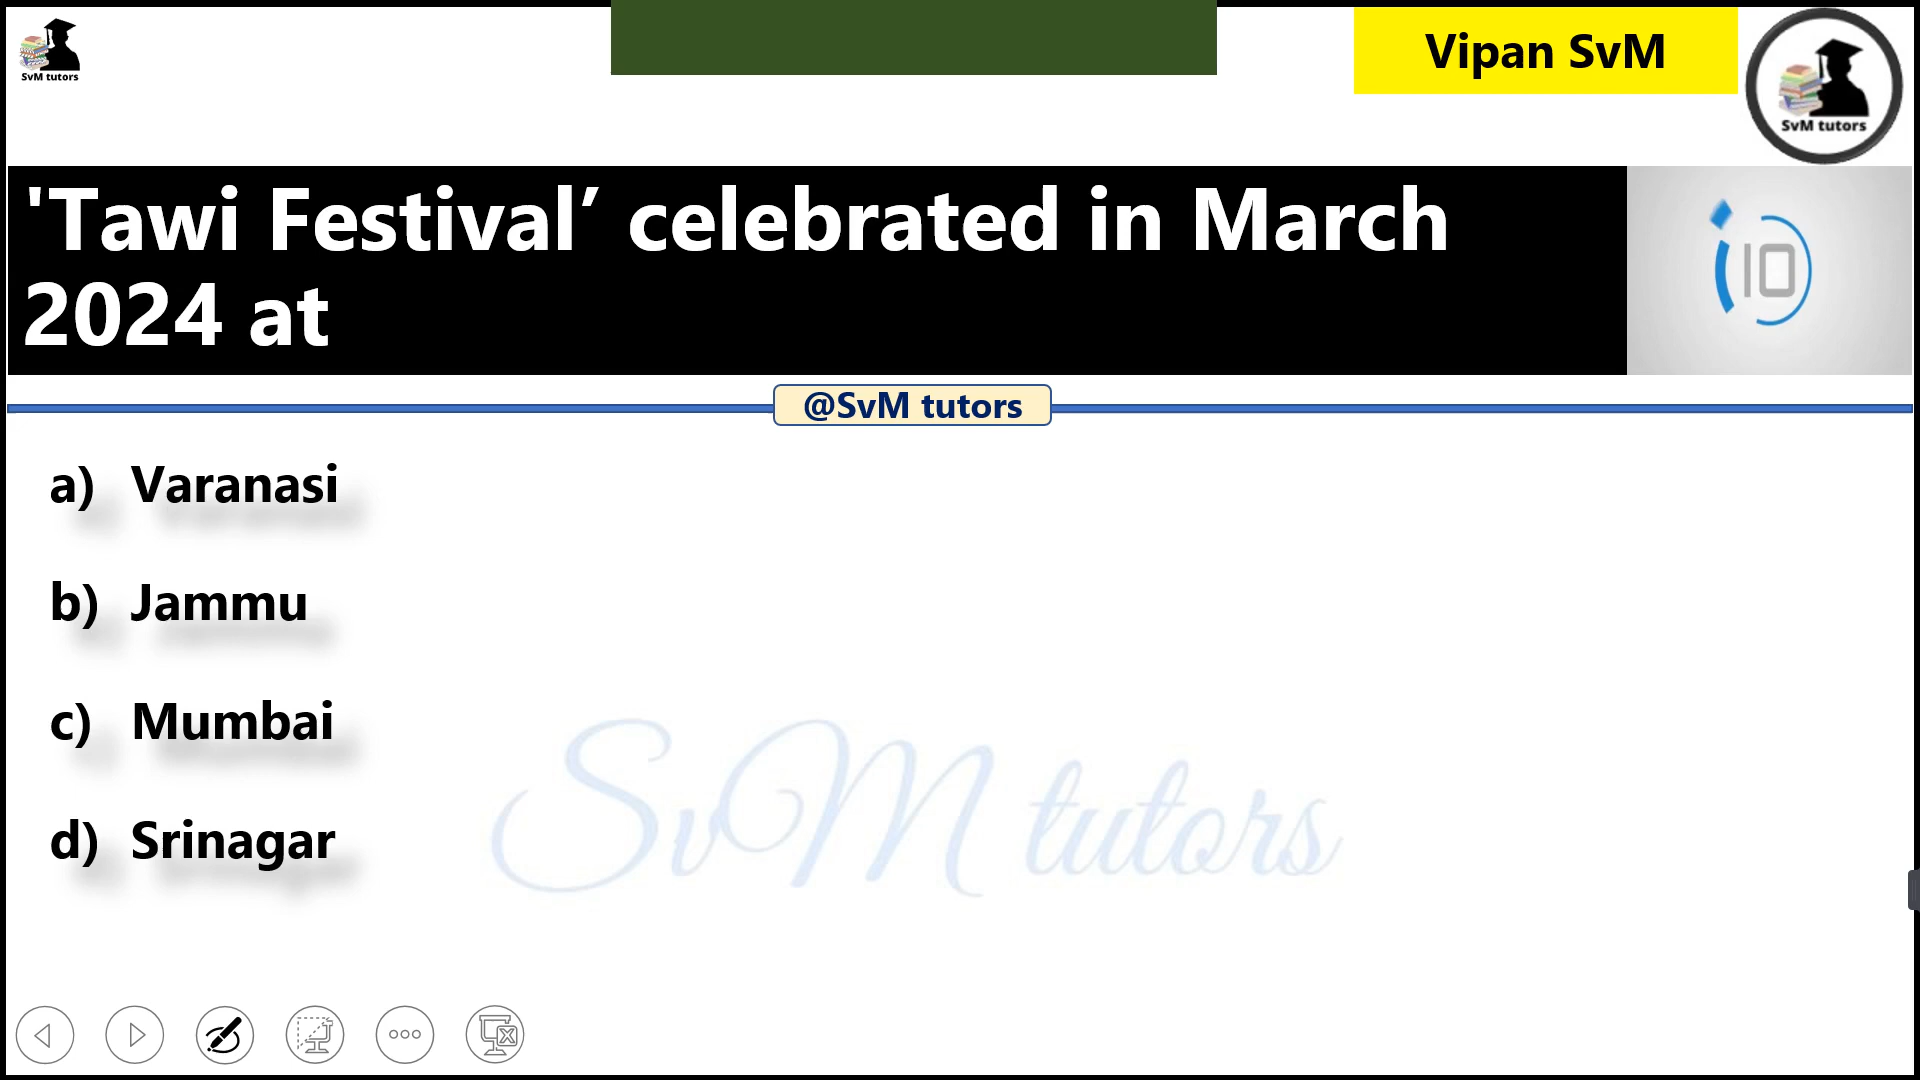 SvM tutors
Vipan SvM
SvM tutors
'Tawi Festival’ celebrated in March
2024 at
10
@SvM tutors
a) Varanasi
b) Jammu
c) Mumbai
d) Srinagar
SvM tutors